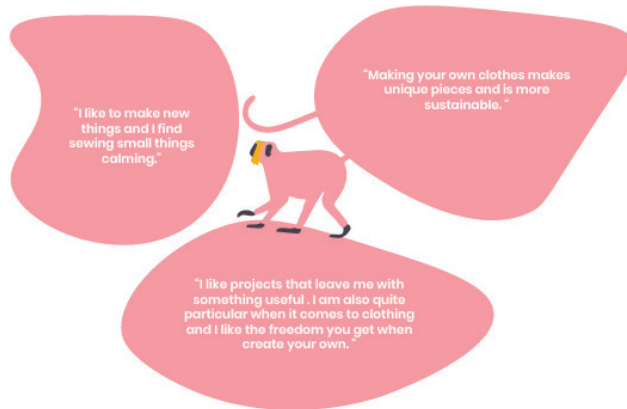 "I like to make new
things and I find
sewing small things
calming."
"Making your own clothes makes
unique pieces and is more
sustainable. "
"I like projects that leave me with
something useful . I am also quite
particular when it comes to clothing
and I like the freedom you get when
create your own. "